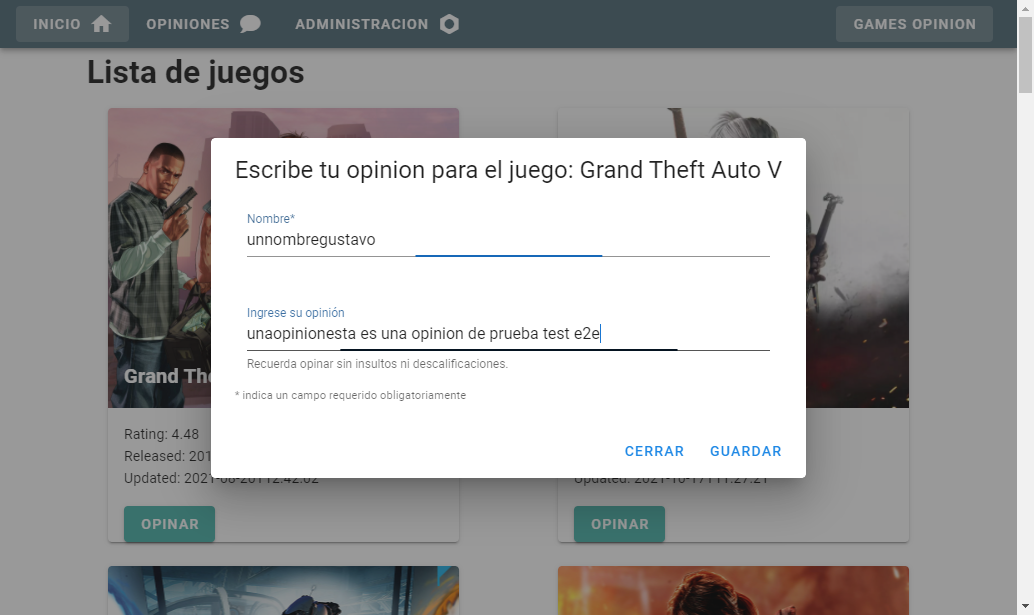 INICIO OPINIONES ADMINISTRACION GAMES OPINION
Lista de juegos
Escribe tu opinion para el juego: Grand Theft Auto V
Nombre*
unnombregustavo
Ingrese su opinión
unaopinionesta es una opinion de prueba test e2e
Recuerda opinar sin insultos ni descalificaciones.
* indica un campo requerido obligatoriamente
CERRAR GUARDAR
Grand The
Rating: 4.48
Released: 201
Updated: 2021-08-20T12:42:02
OPINAR
Updated: 2021-10-17T11:27:21
OPINAR